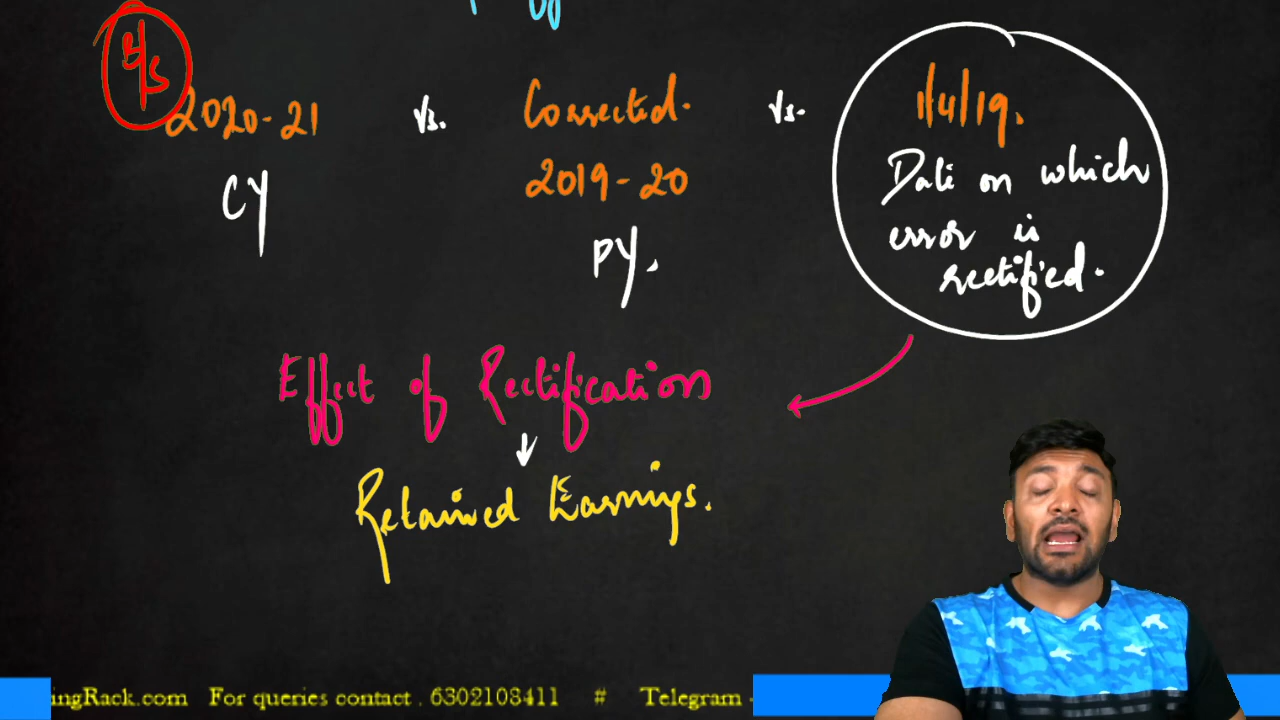 B/S
2020-21 Vs. Corrected. Vs.
CY
2019-20
PY.
1/4/19.
Date on which
error is
rectified.
Effect of Rectification
Retained Earnings.
ingRack.com For queries contact . 6302108411 # Telegram -